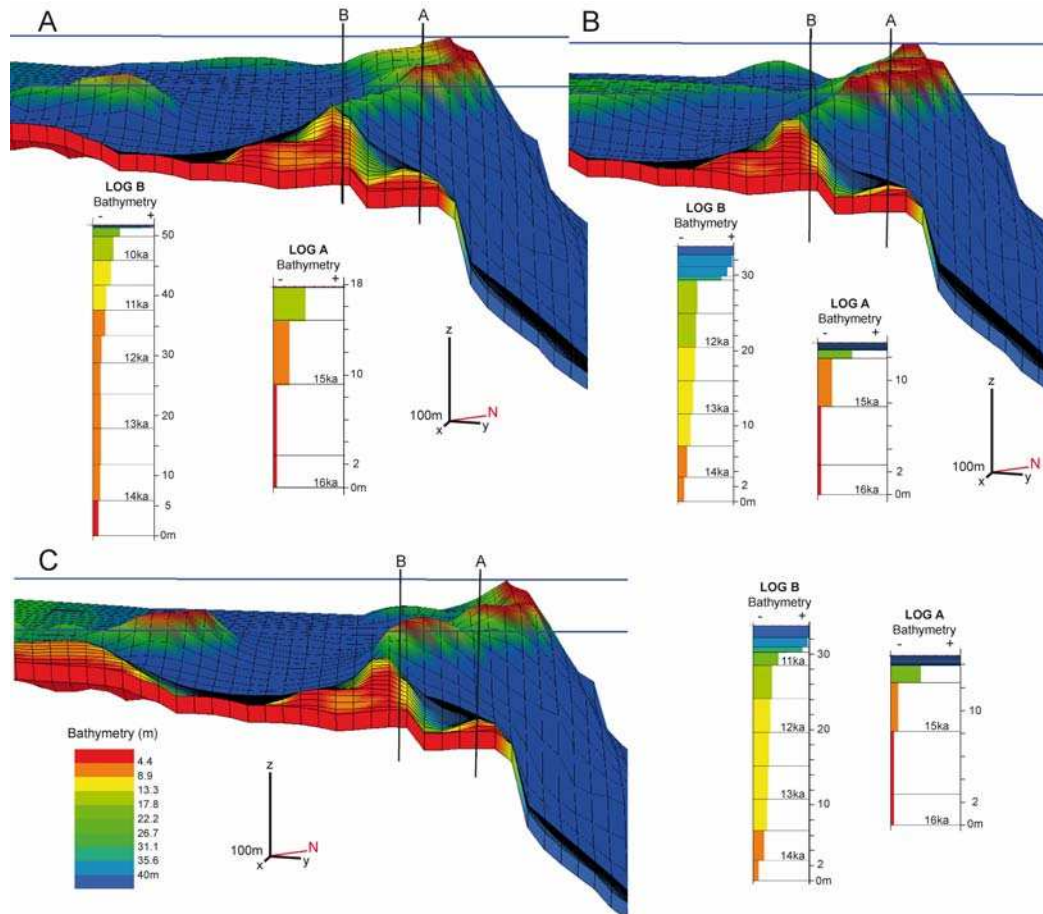 A
B
A
LOG B
Bathymetry
- +
50
10ka
40
11ka
30
12ka
20
13ka
10
14ka
5
0m
LOG A
Bathymetry
- +
18
10
15ka
2
16ka
0m
z
100m
x
y
N
B
B
A
LOG B
Bathymetry
- +
30
12ka
20
13ka
10
14ka
2
0m
LOG A
Bathymetry
- +
10
15ka
2
16ka
0m
z
100m
x
y
N
C
B
A
Bathymetry (m)
4.4
8.9
13.3
17.8
22.2
26.7
31.1
35.6
40m
z
100m
x
y
N
LOG B
Bathymetry
- +
30
11ka
12ka
20
13ka
10
14ka
2
0m
LOG A
Bathymetry
- +
10
15ka
2
16ka
0m